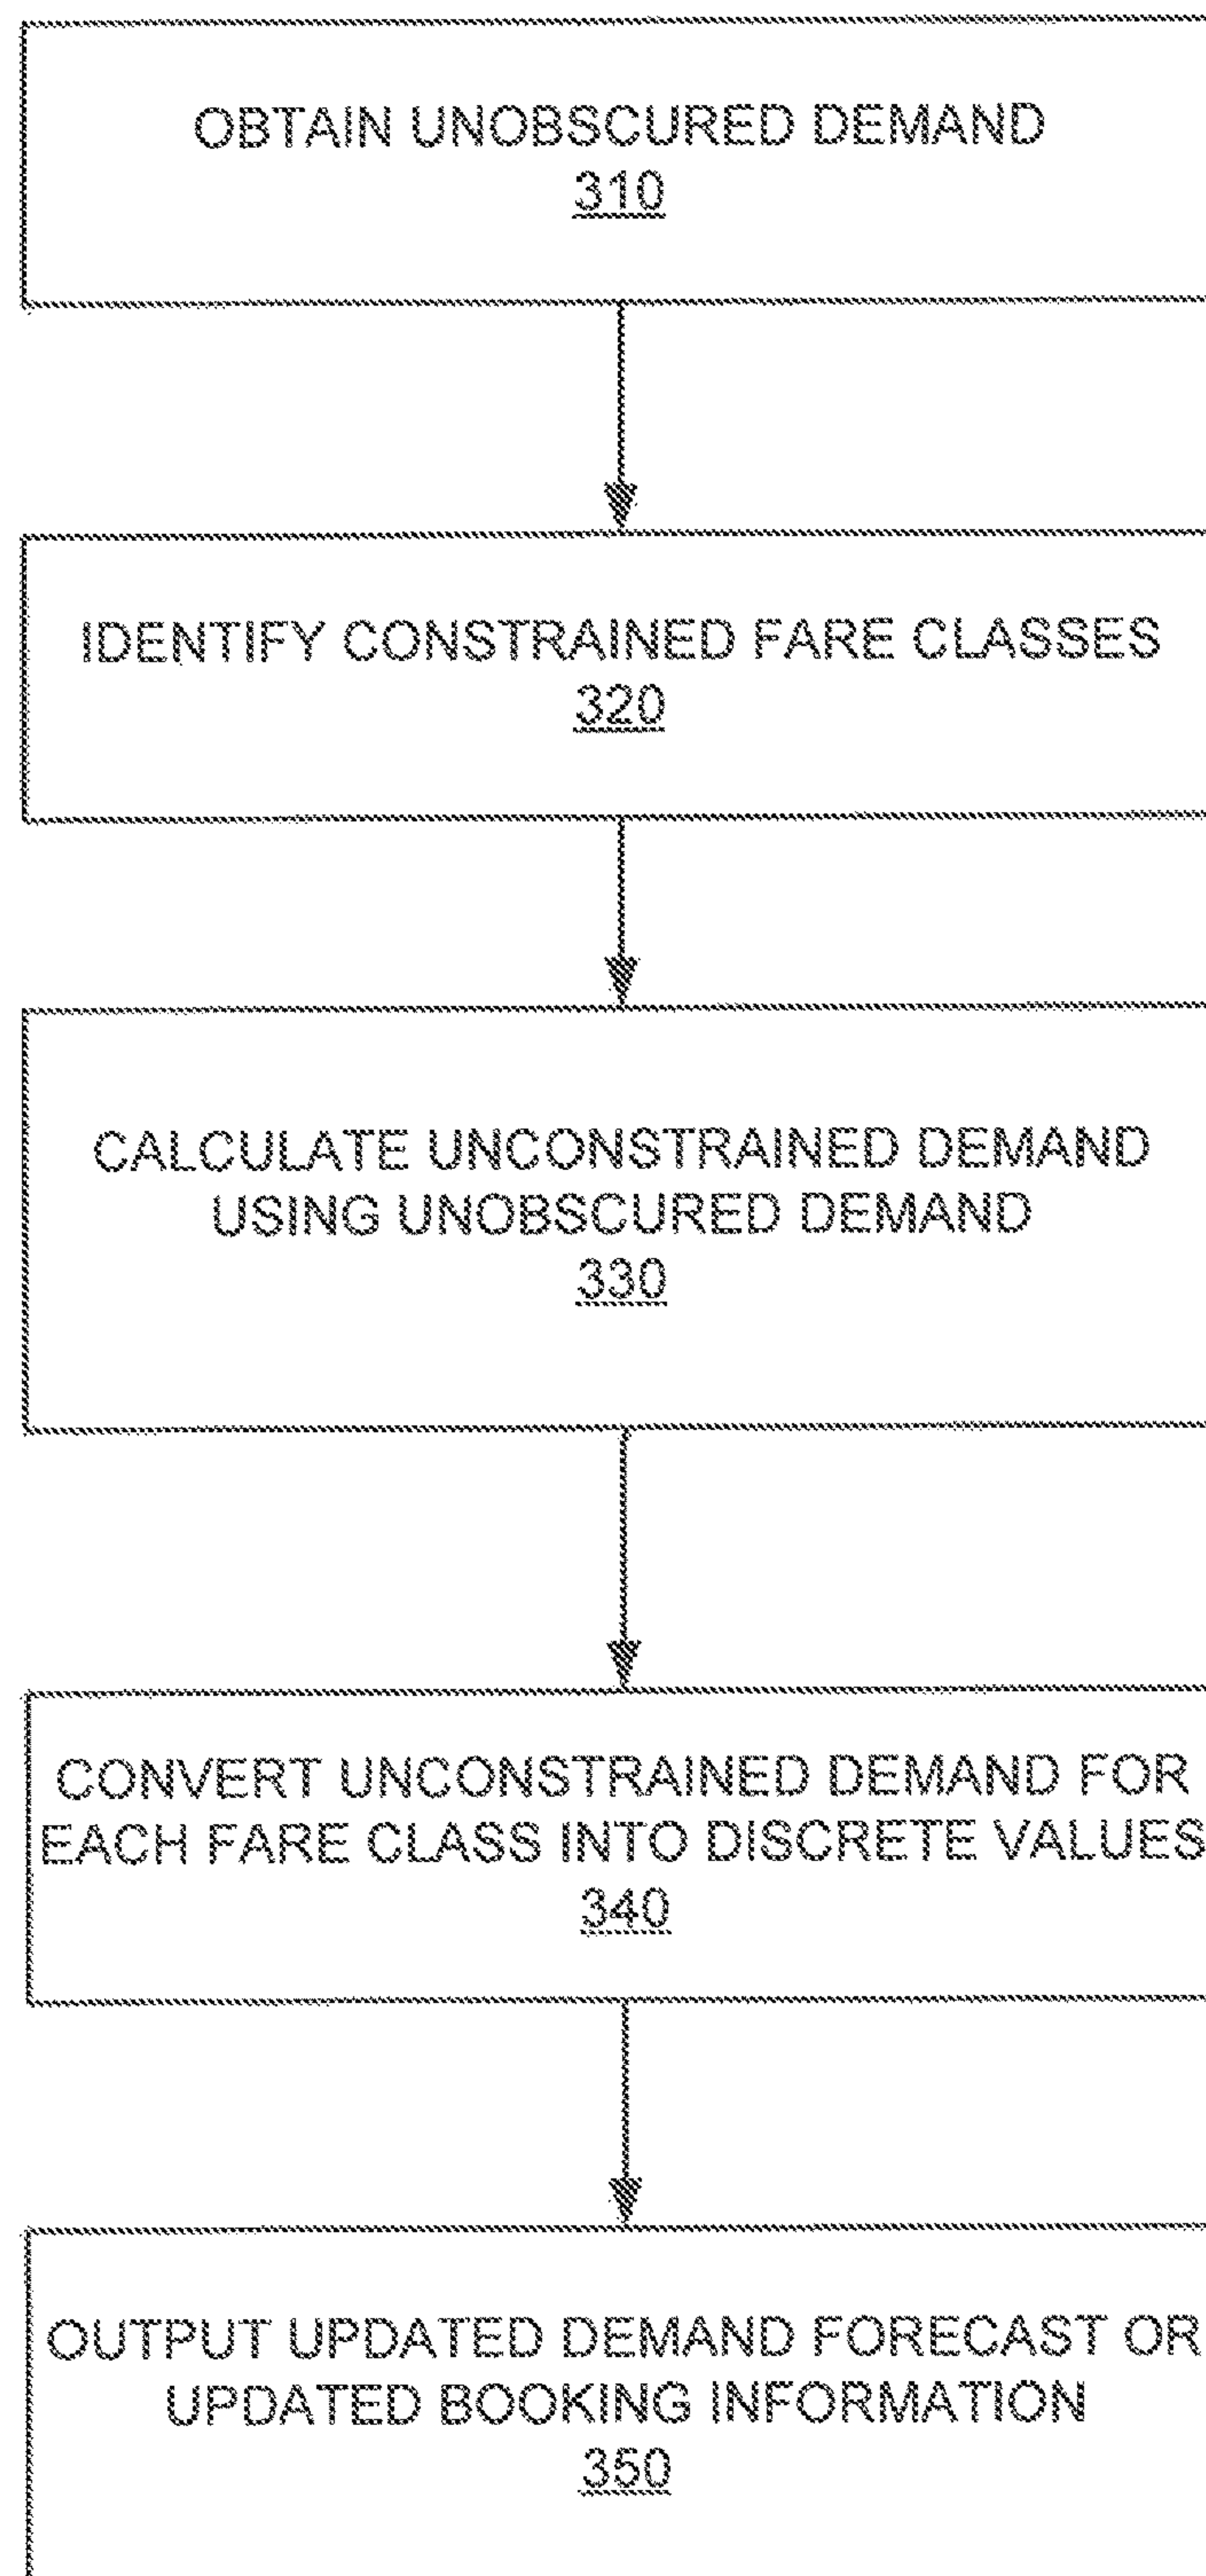 OBTAIN UNOBSCURED DEMAND
310
IDENTIFY CONSTRAINED FARE CLASSES
320
CALCULATE UNCONSTRAINED DEMAND
USING UNOBSCURED DEMAND
330
CONVERT UNCONSTRAINED DEMAND FOR
EACH FARE CLASS INTO DISCRETE VALUES
340
OUTPUT UPDATED DEMAND FORECAST OR
UPDATED BOOKING INFORMATION
350